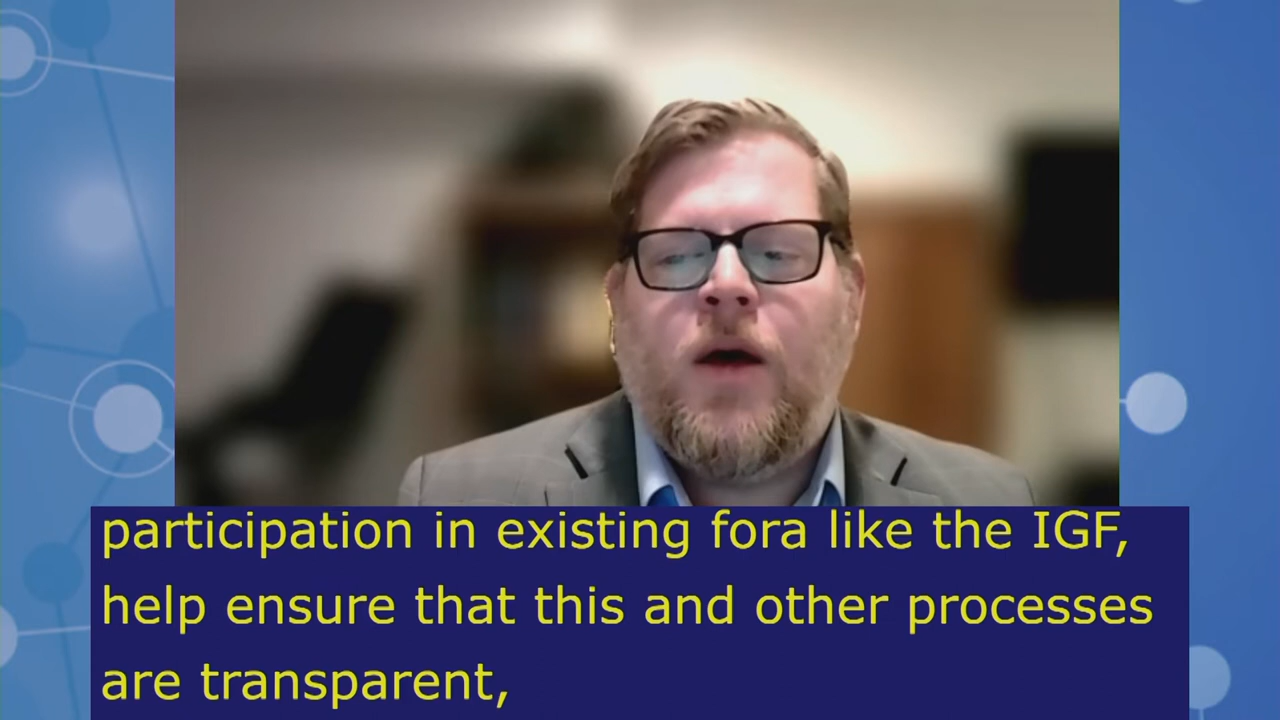 participation in existing fora like the IGF,
help ensure that this and other processes
are transparent,